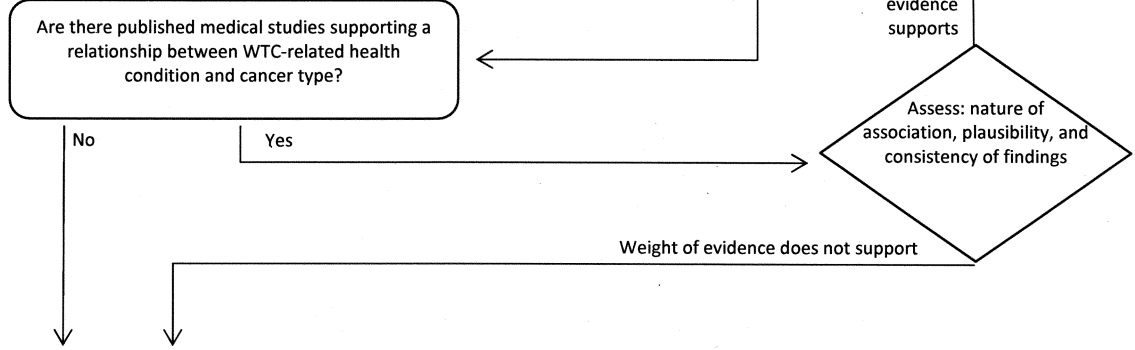 evidence
supports
Are there published medical studies supporting a
relationship between WTC-related health
condition and cancer type?
Assess: nature of
association, plausibility, and
consistency of findings
No
Yes
Weight of evidence does not support